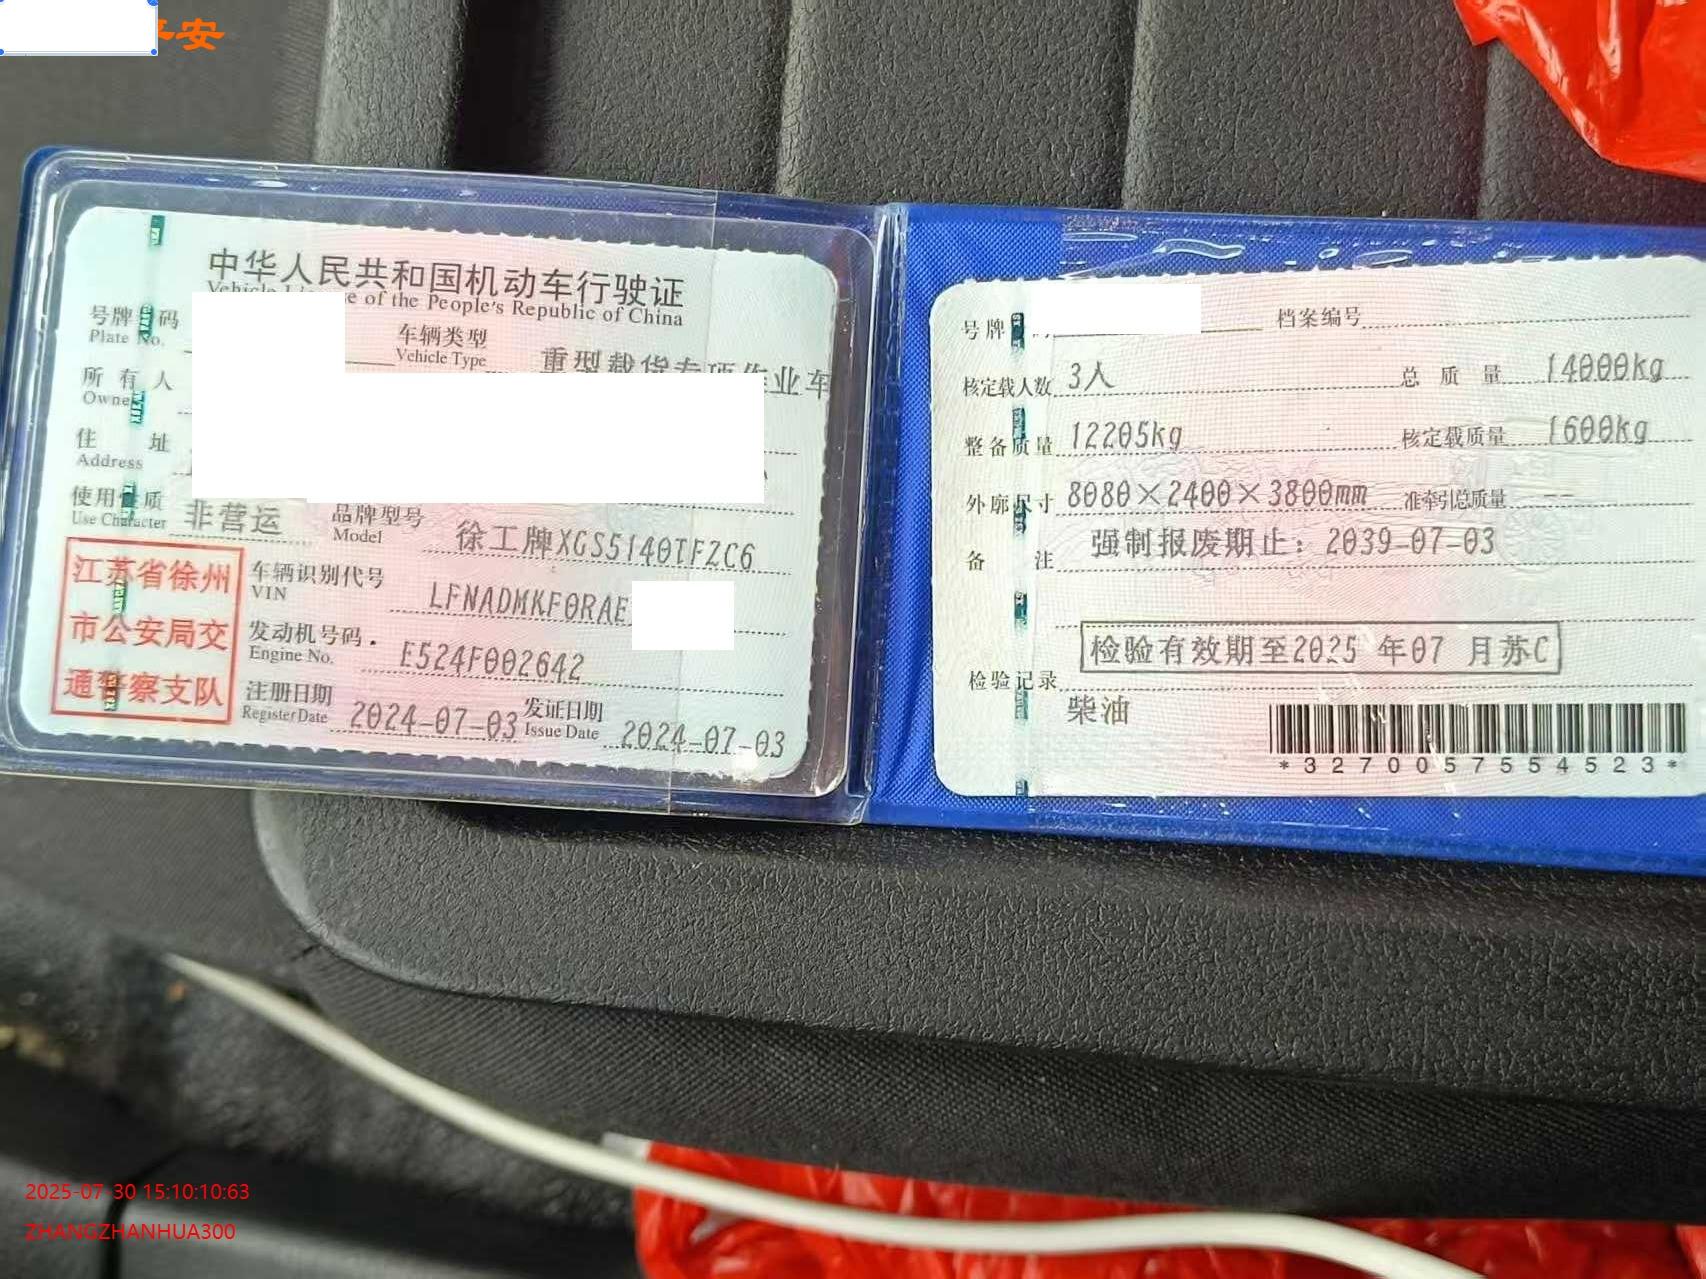 平安
中华人民共和国机动车行驶证
Vehicle License of the People's Republic of China
号牌号码
Plate No.
车辆类型
Vehicle Type
重型载货专项作业车
所有人
Owner
住址
Address
使用性质
Use Character
非营运
品牌型号
Model
徐工牌XGS5140TFZC6
江苏省徐州
市公安局交
通警察支队
车辆识别代号
VIN
LFNADMKF0RAE
发动机号码
Engine No.
E524F002642
注册日期
Register Date
2024-07-03
发证日期
Issue Date
2024-07-03
号牌号码
档案编号
核定载人数 3人
总质量 14000kg
整备质量 12205kg
核定载质量 1600kg
外廓尺寸 8080×2400×3800mm
准牵引总质量 --
备注 强制报废期止：2039-07-03
检验有效期至2025 年07 月苏C
检验记录
柴油
*3270057554523*
2025-07-30 15:10:10:63
ZHANGZHANHUA300